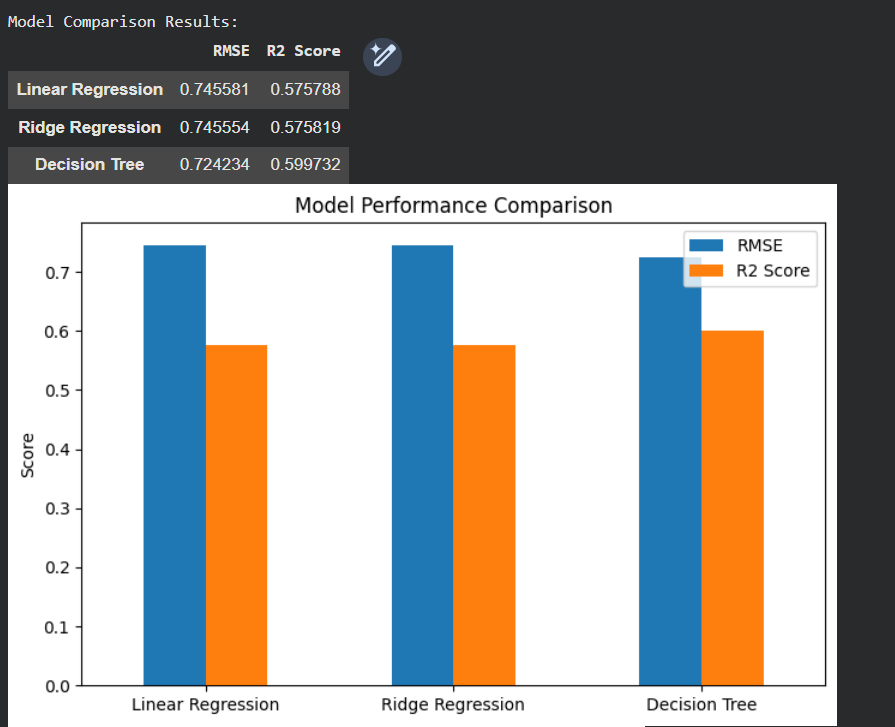 Model Comparison Results:
RMSE R2 Score
Linear Regression 0.745581 0.575788
Ridge Regression 0.745554 0.575819
Decision Tree 0.724234 0.599732
Model Performance Comparison
RMSE
R2 Score
0.7
0.6
0.5
0.4
0.3
0.2
0.1
0.0
Score
Linear Regression Ridge Regression Decision Tree